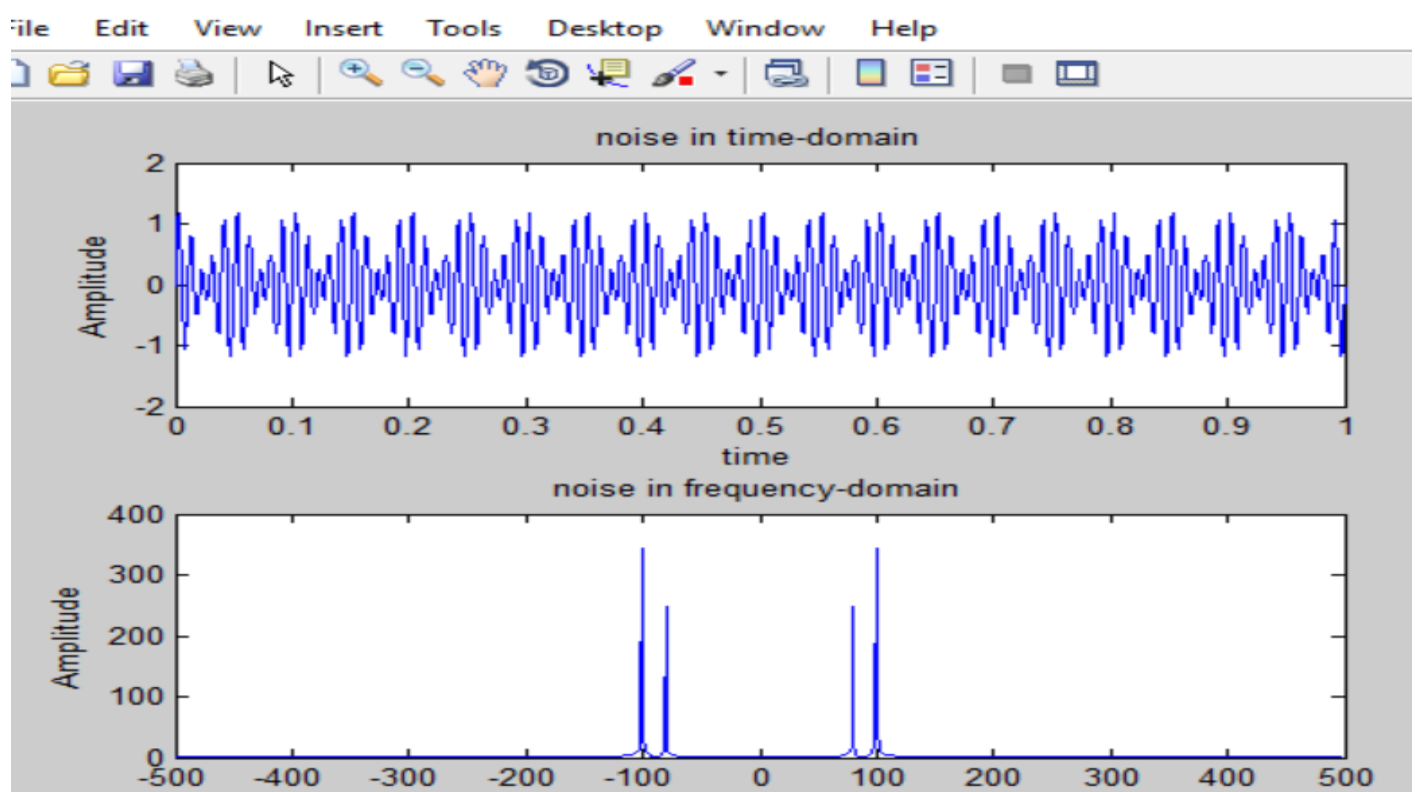 File Edit View Insert Tools Desktop Window Help
noise in time-domain
2
1
0
-1
-2
Amplitude
0 0.1 0.2 0.3 0.4 0.5 0.6 0.7 0.8 0.9 1
time
noise in frequency-domain
400
300
200
100
0
Amplitude
-500 -400 -300 -200 -100 0 100 200 300 400 500